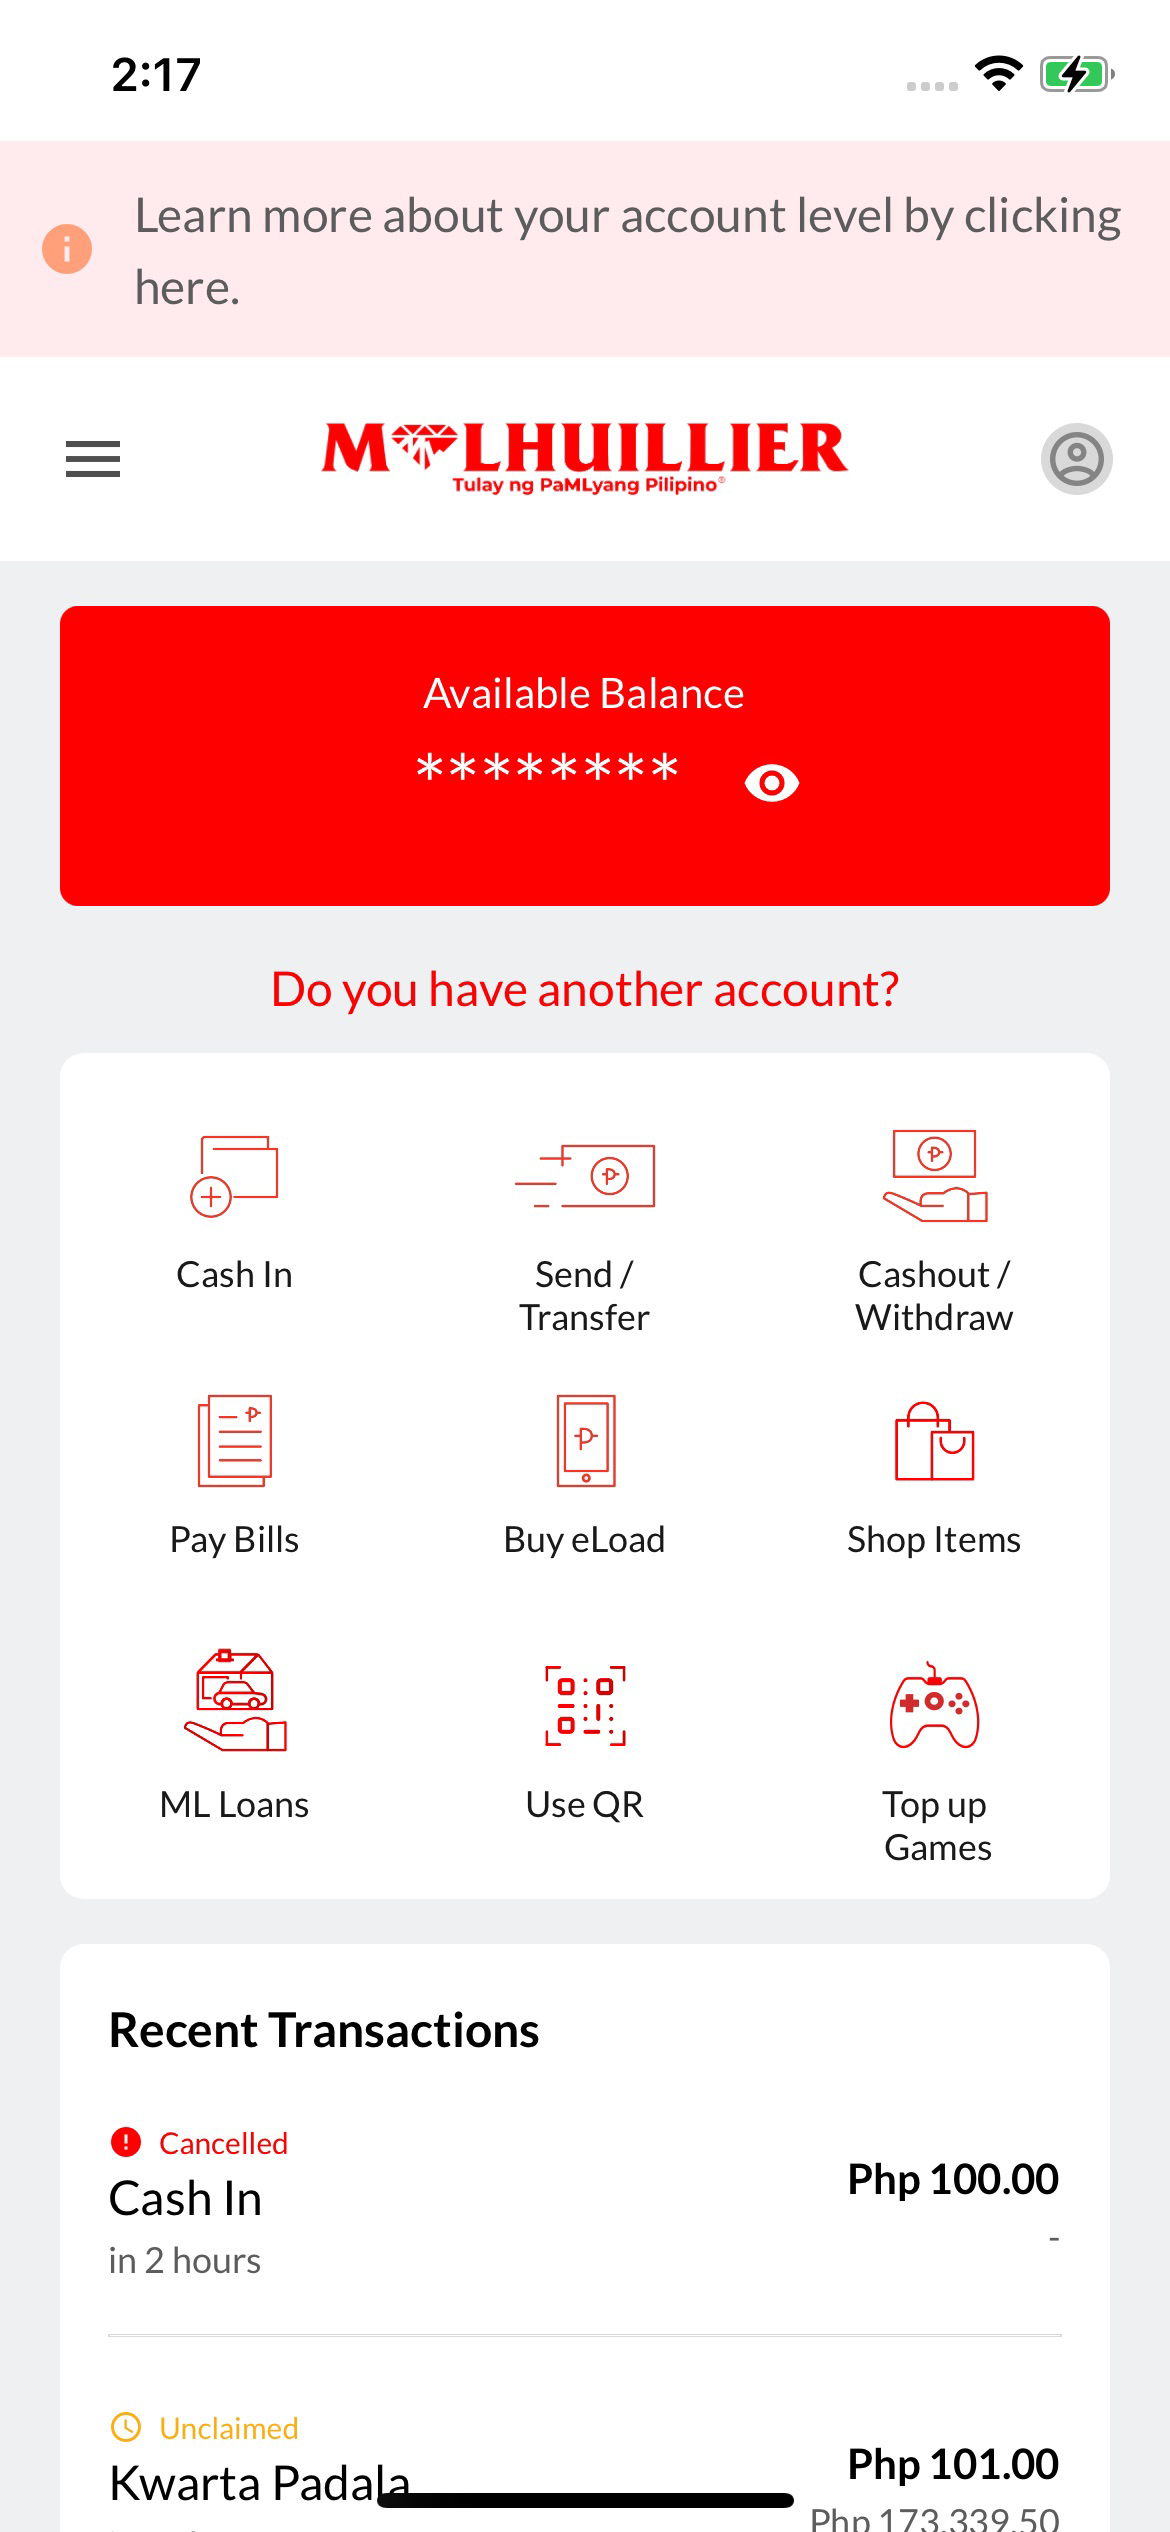 2:17
Learn more about your account level by clicking
here.
M LHUILLIER
Tulay ng PaMLyang Pilipino®
Available Balance
********
Do you have another account?
Cash In
Send /
Transfer
Cashout /
Withdraw
Pay Bills
Buy eLoad
Shop Items
ML Loans
Use QR
Top up
Games
Recent Transactions
Cancelled
Cash In
Php 100.00
-
in 2 hours
Unclaimed
Kwarta Padala
Php 101.00
Php 173,339.50